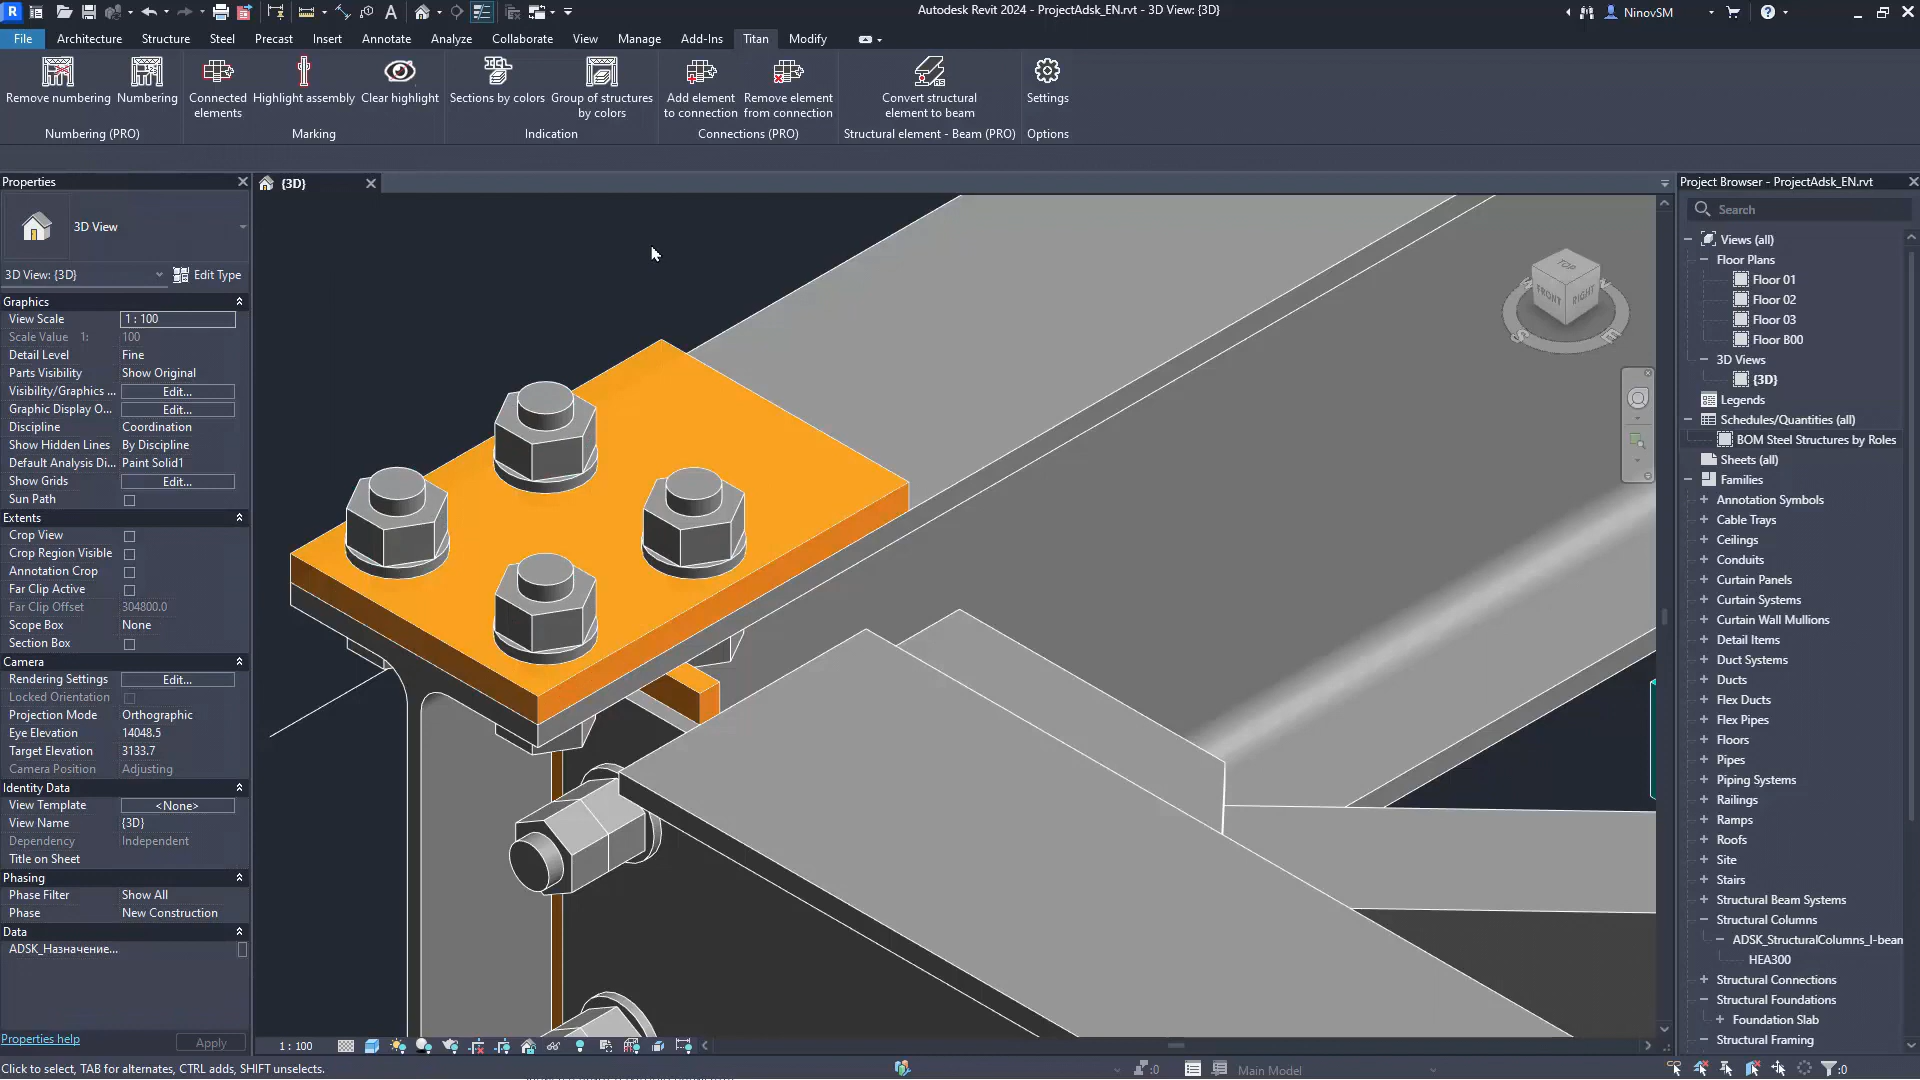 Autodesk Revit 2024 - ProjectAdsk_EN.rvt - 3D View: {3D}
NinovSM
File
Architecture
Structure
Steel
Precast
Insert
Annotate
Analyze
Collaborate
View
Manage
Add-Ins
Titan
Modify
Remove numbering
Numbering
Connected
elements
Highlight assembly
Clear highlight
Sections by colors
Group of structures
by colors
Add element
to connection
Remove element
from connection
Convert structural
element to beam
Settings
Numbering (PRO)
Marking
Indication
Connections (PRO)
Structural element - Beam (PRO)
Options
Properties
3D View
3D View: {3D}
Edit Type
Graphics
View Scale 1 : 100
Scale Value 1: 100
Detail Level Fine
Parts Visibility Show Original
Visibility/Graphics ... Edit...
Graphic Display O... Edit...
Discipline Coordination
Show Hidden Lines By Discipline
Default Analysis Di... Paint Solid1
Show Grids Edit...
Sun Path
Extents
Crop View
Crop Region Visible
Annotation Crop
Far Clip Active
Far Clip Offset 304800.0
Scope Box None
Section Box
Camera
Rendering Settings Edit...
Locked Orientation
Projection Mode Orthographic
Eye Elevation 14048.5
Target Elevation 3133.7
Camera Position Adjusting
Identity Data
View Template <None>
View Name {3D}
Dependency Independent
Title on Sheet
Phasing
Phase Filter Show All
Phase New Construction
Data
ADSK_Назначение...
Properties help
Apply
{3D}
TOP
FRONT
RIGHT
S
E
1 : 100
Project Browser - ProjectAdsk_EN.rvt
Search
Views (all)
Floor Plans
Floor 01
Floor 02
Floor 03
Floor B00
3D Views
{3D}
Legends
Schedules/Quantities (all)
BOM Steel Structures by Roles
Sheets (all)
Families
Annotation Symbols
Cable Trays
Ceilings
Conduits
Curtain Panels
Curtain Systems
Curtain Wall Mullions
Detail Items
Duct Systems
Ducts
Flex Ducts
Flex Pipes
Floors
Pipes
Piping Systems
Railings
Ramps
Roofs
Site
Stairs
Structural Beam Systems
Structural Columns
ADSK_StructuralColumns_I-bean
HEA300
Structural Connections
Structural Foundations
Foundation Slab
Structural Framing
Click to select, TAB for alternates, CTRL adds, SHIFT unselects.
:0
Main Model
:0